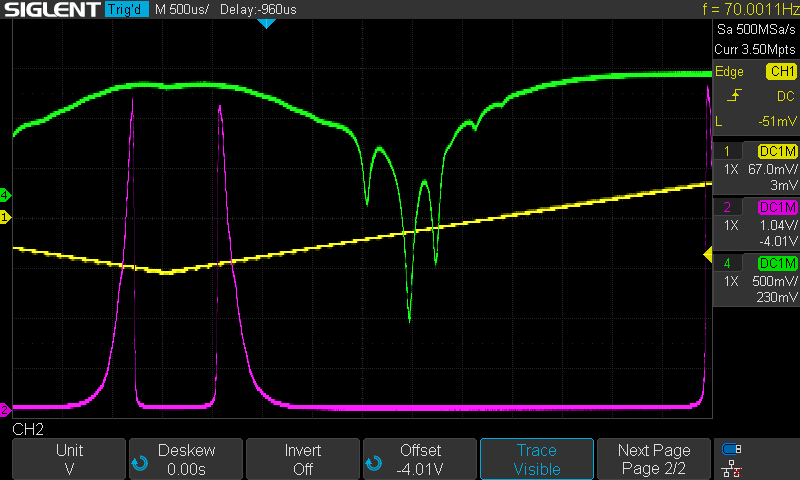 SIGLENT Trig'd M 500us/ Delay:-960us f = 70.0011Hz
Sa 500MSa/s
Curr 3.50Mpts
Edge CH1
DC
L -51mV
1 DC1M
1X 67.0mV/
3mV
2 DC1M
1X 1.04V/
-4.01V
4 DC1M
1X 500mV/
230mV
4
1
2
CH2
Unit
V
Deskew
0.00s
Invert
Off
Offset
-4.01V
Trace
Visible
Next Page
Page 2/2